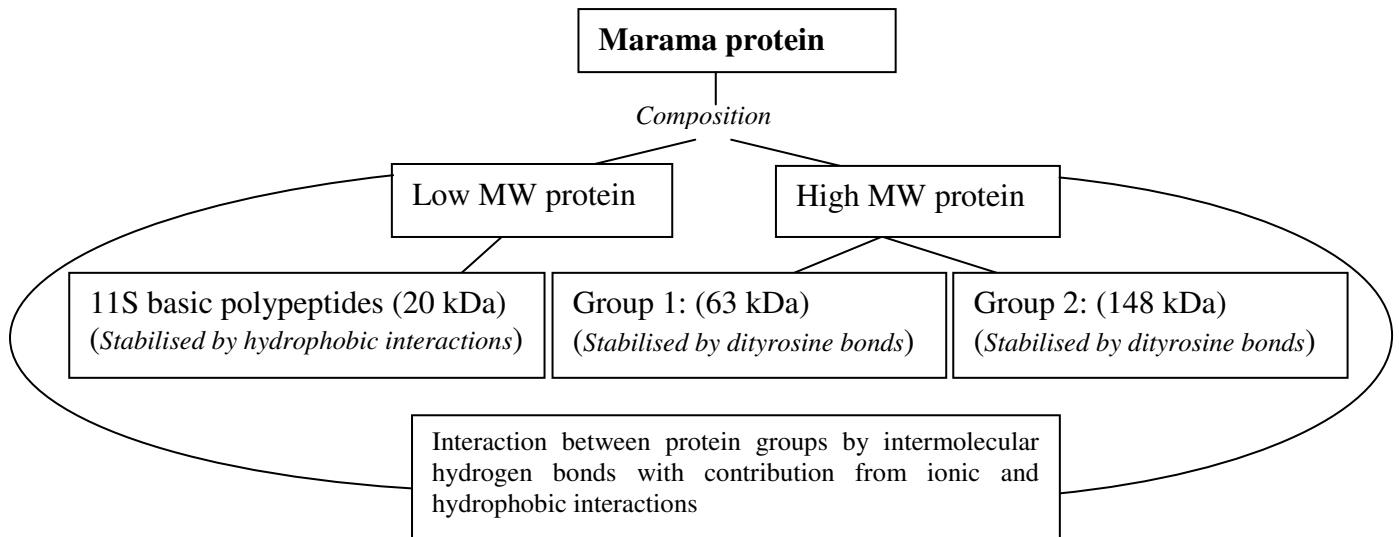 Marama protein
Composition
Low MW protein
High MW protein
11S basic polypeptides (20 kDa)
(Stabilised by hydrophobic interactions)
Group 1: (63 kDa)
(Stabilised by dityrosine bonds)
Group 2: (148 kDa)
(Stabilised by dityrosine bonds)
Interaction between protein groups by intermolecular
hydrogen bonds with contribution from ionic and
hydrophobic interactions